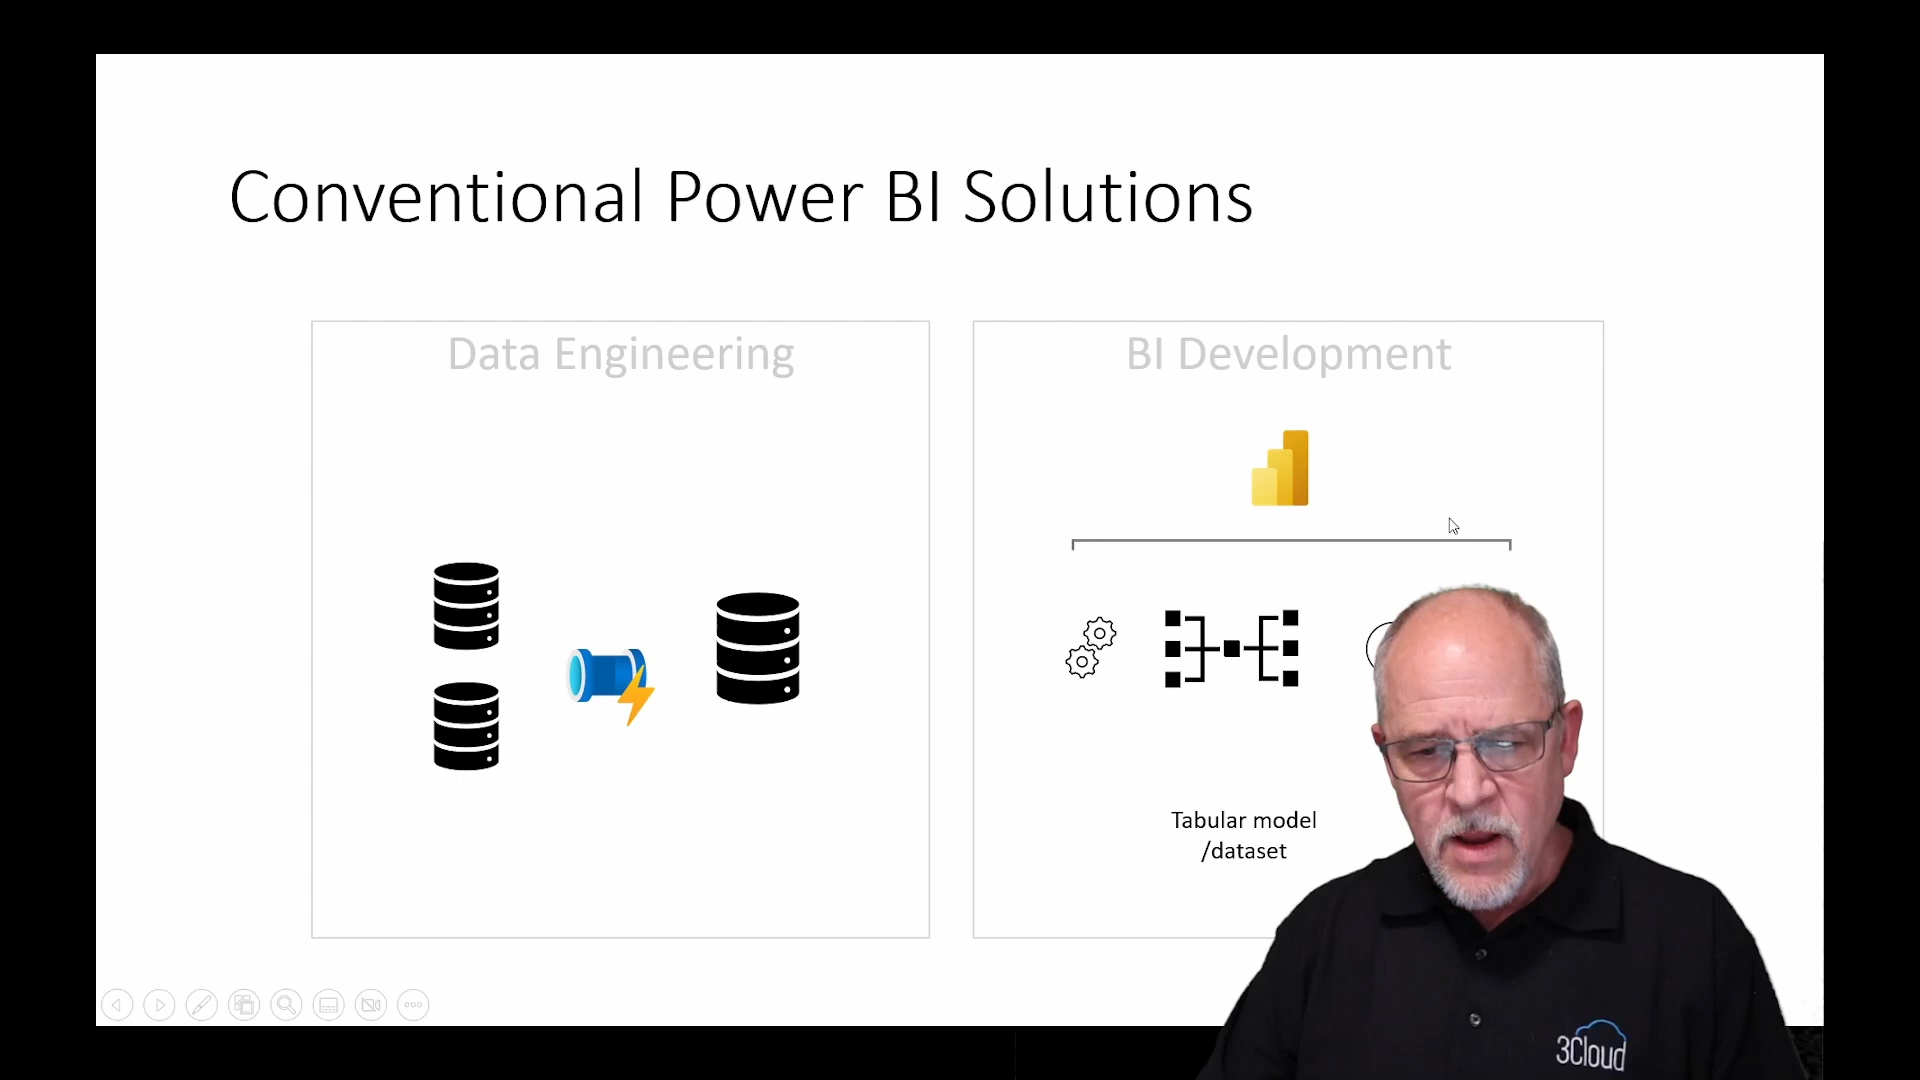 Conventional Power BI Solutions
Data Engineering
BI Development
Tabular model
/dataset
3Cloud